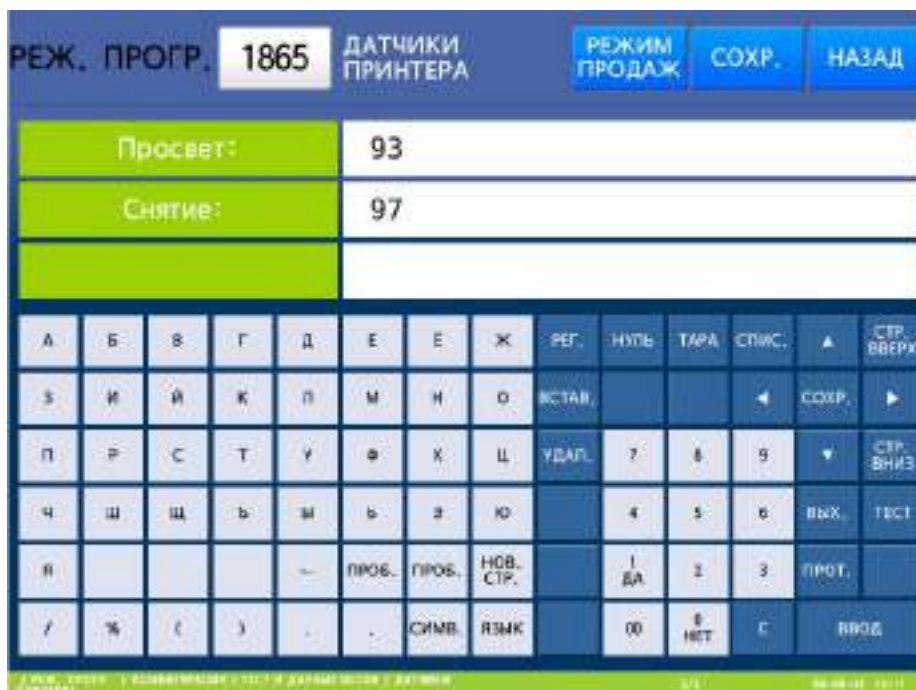 РЕЖ. ПРОГР. 1865 ДАТЧИКИ ПРИНТЕРА РЕЖИМ ПРОДАЖ СОХР. НАЗАД
Просвет: 93
Снятие: 97
А Б В Г Д Е Ё Ж РЕГ. НУЛЬ ТАРА СПИС. ▲ СТР. ВВЕРХ
З И Й К Л М Н О ВСТАВ. ◀ СОХР. ▶
П Р С Т У Ф Х Ц УДАЛ. 7 8 9 ▼ СТР. ВНИЗ
Ч Ш Щ Ъ Ы Ь Э Ю 4 5 6 ВЫХ. ТЕСТ
Я ПРОБ. ПРОБ. НОВ. СТР. 1 ДА 2 3 ПРОТ.
/ % ( ) . СИМВ. ЯЗЫК 00 0 НЕТ С ВВОД